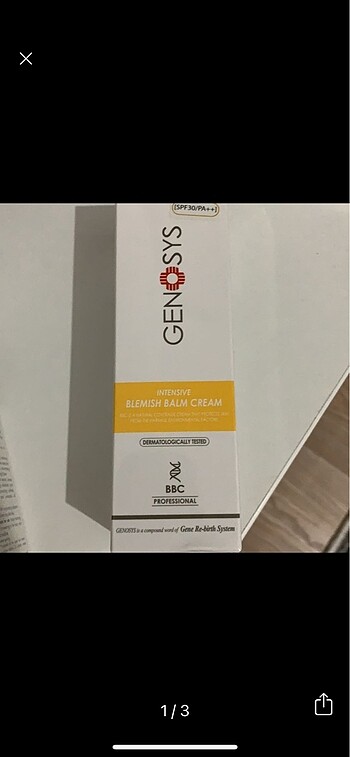 [SPF30/PA++]
GENOSYS
INTENSIVE
BLEMISH BALM CREAM
DERMATOLOGICALLY TESTED
BBC
PROFESSIONAL
GENOSYS is a compound word of Gene Re-birth System
1/3